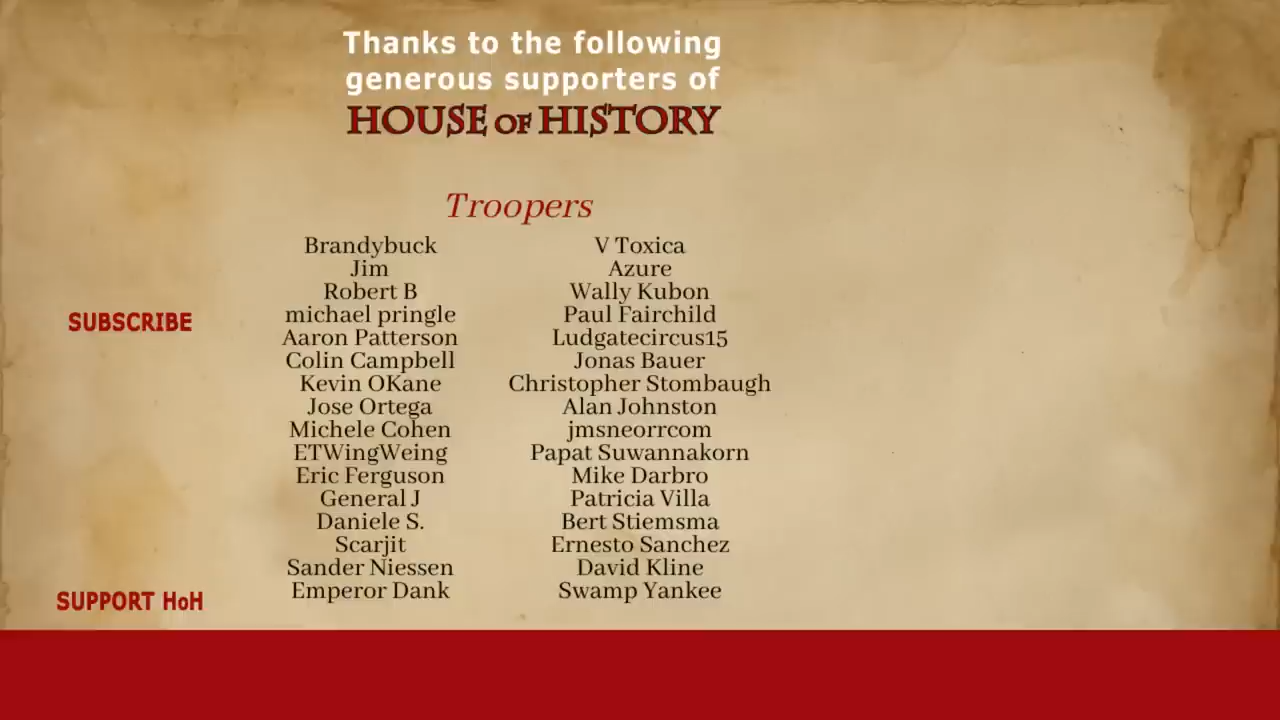 Thanks to the following
generous supporters of
HOUSE OF HISTORY
Troopers
Brandybuck
Jim
Robert B
michael pringle
Aaron Patterson
Colin Campbell
Kevin OKane
Jose Ortega
Michele Cohen
ETWingWeing
Eric Ferguson
General J
Daniele S.
Scarjit
Sander Niessen
Emperor Dank
V Toxica
Azure
Wally Kubon
Paul Fairchild
Ludgatecircus15
Jonas Bauer
Christopher Stombaugh
Alan Johnston
jmsneorrcom
Papat Suwannakorn
Mike Darbro
Patricia Villa
Bert Stiemsma
Ernesto Sanchez
David Kline
Swamp Yankee
SUBSCRIBE
SUPPORT HoH